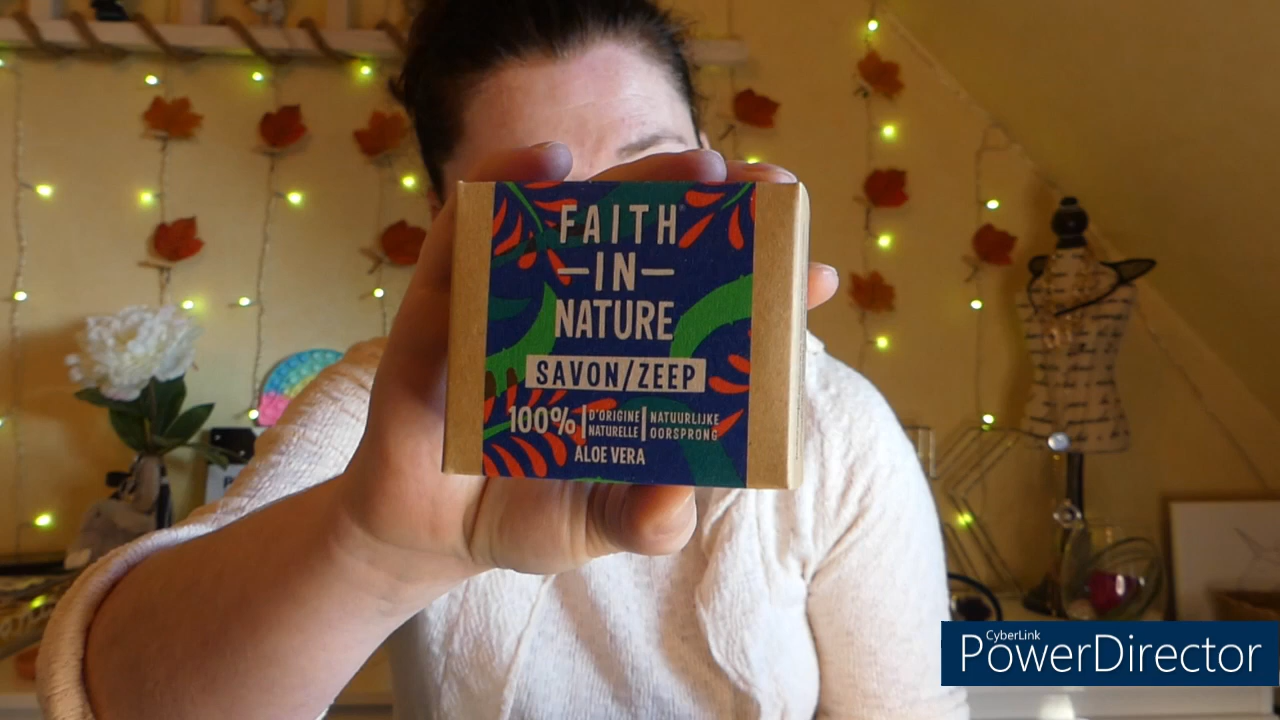 FAITH
IN
NATURE
SAVON/ZEEP
100% D'ORIGINE NATURELLE NATUURLIJKE OORSPRONG
ALOE VERA
CyberLink
PowerDirector